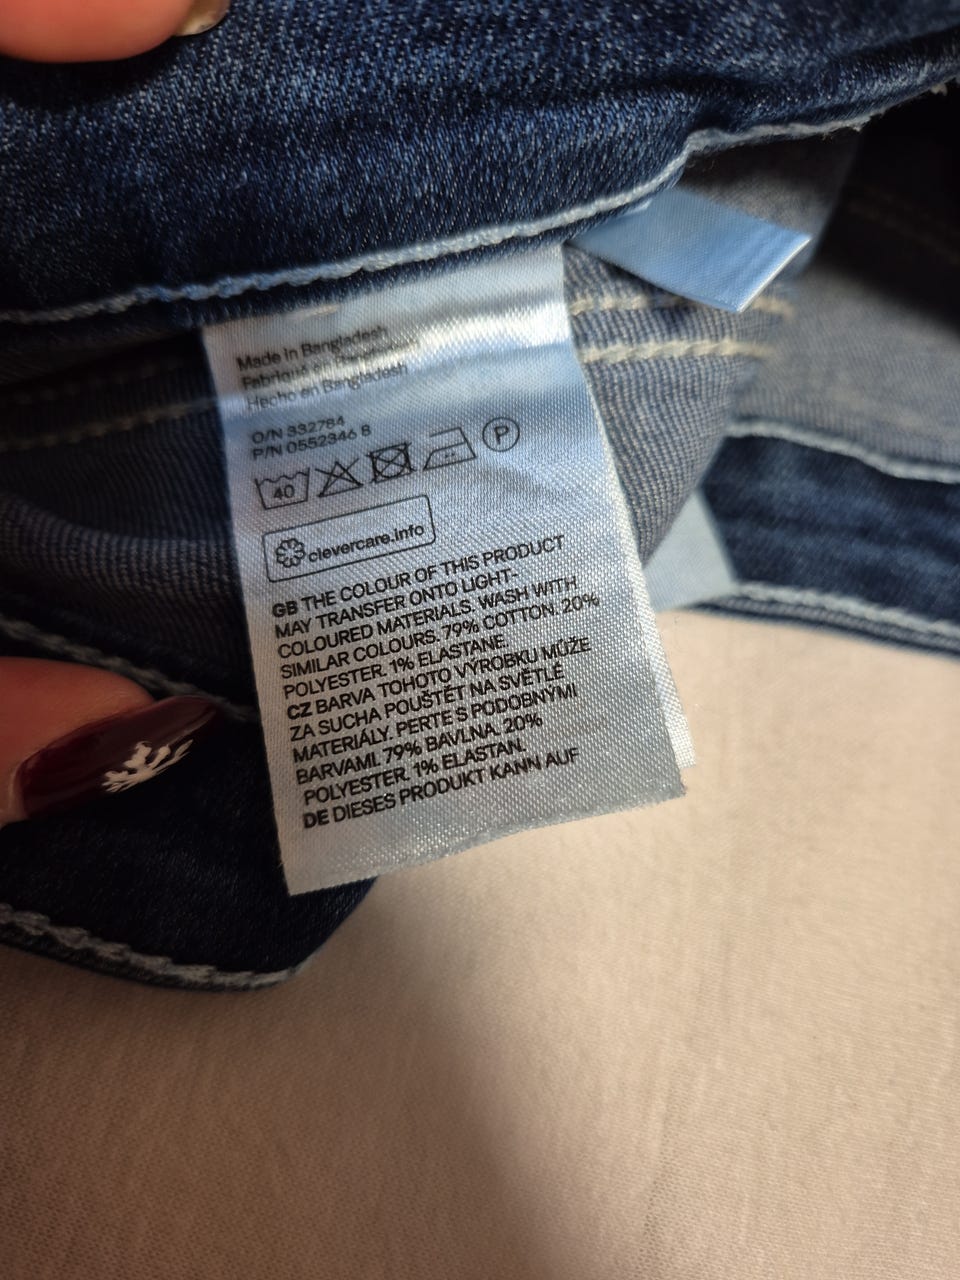 Made in Bangladesh
Fabriqué en Bangladesh
Hecho en Bangladesh
O/N 332784
P/N 0552346 8
40
P
clevercare.info
GB THE COLOUR OF THIS PRODUCT
MAY TRANSFER ONTO LIGHT-
COLOURED MATERIALS. WASH WITH
SIMILAR COLOURS. 79% COTTON. 20%
POLYESTER. 1% ELASTANE.
CZ BARVA TOHOTO VÝROBKU MŮŽE
ZA SUCHA POUŠTĚT NA SVĚTLÉ
MATERIÁLY. PERTE S PODOBNÝMI
BARVAMI. 79% BAVLNA. 20%
POLYESTER. 1% ELASTAN.
DE DIESES PRODUKT KANN AUF